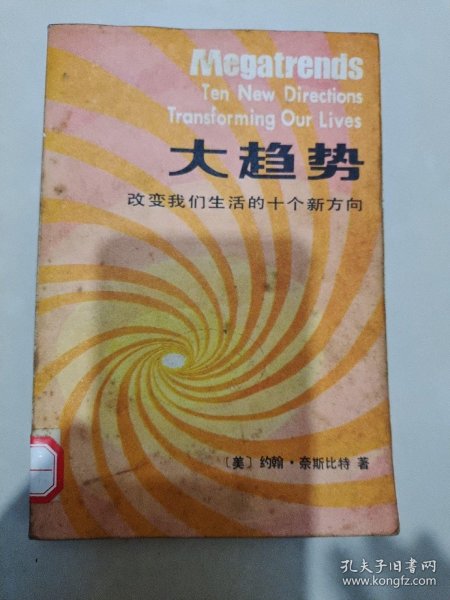 Megatrends
Ten New Directions
Transforming Our Lives
大趋势
改变我们生活的十个新方向
〔美〕约翰·奈斯比特 著
孔夫子旧书网
www.kongfz.com